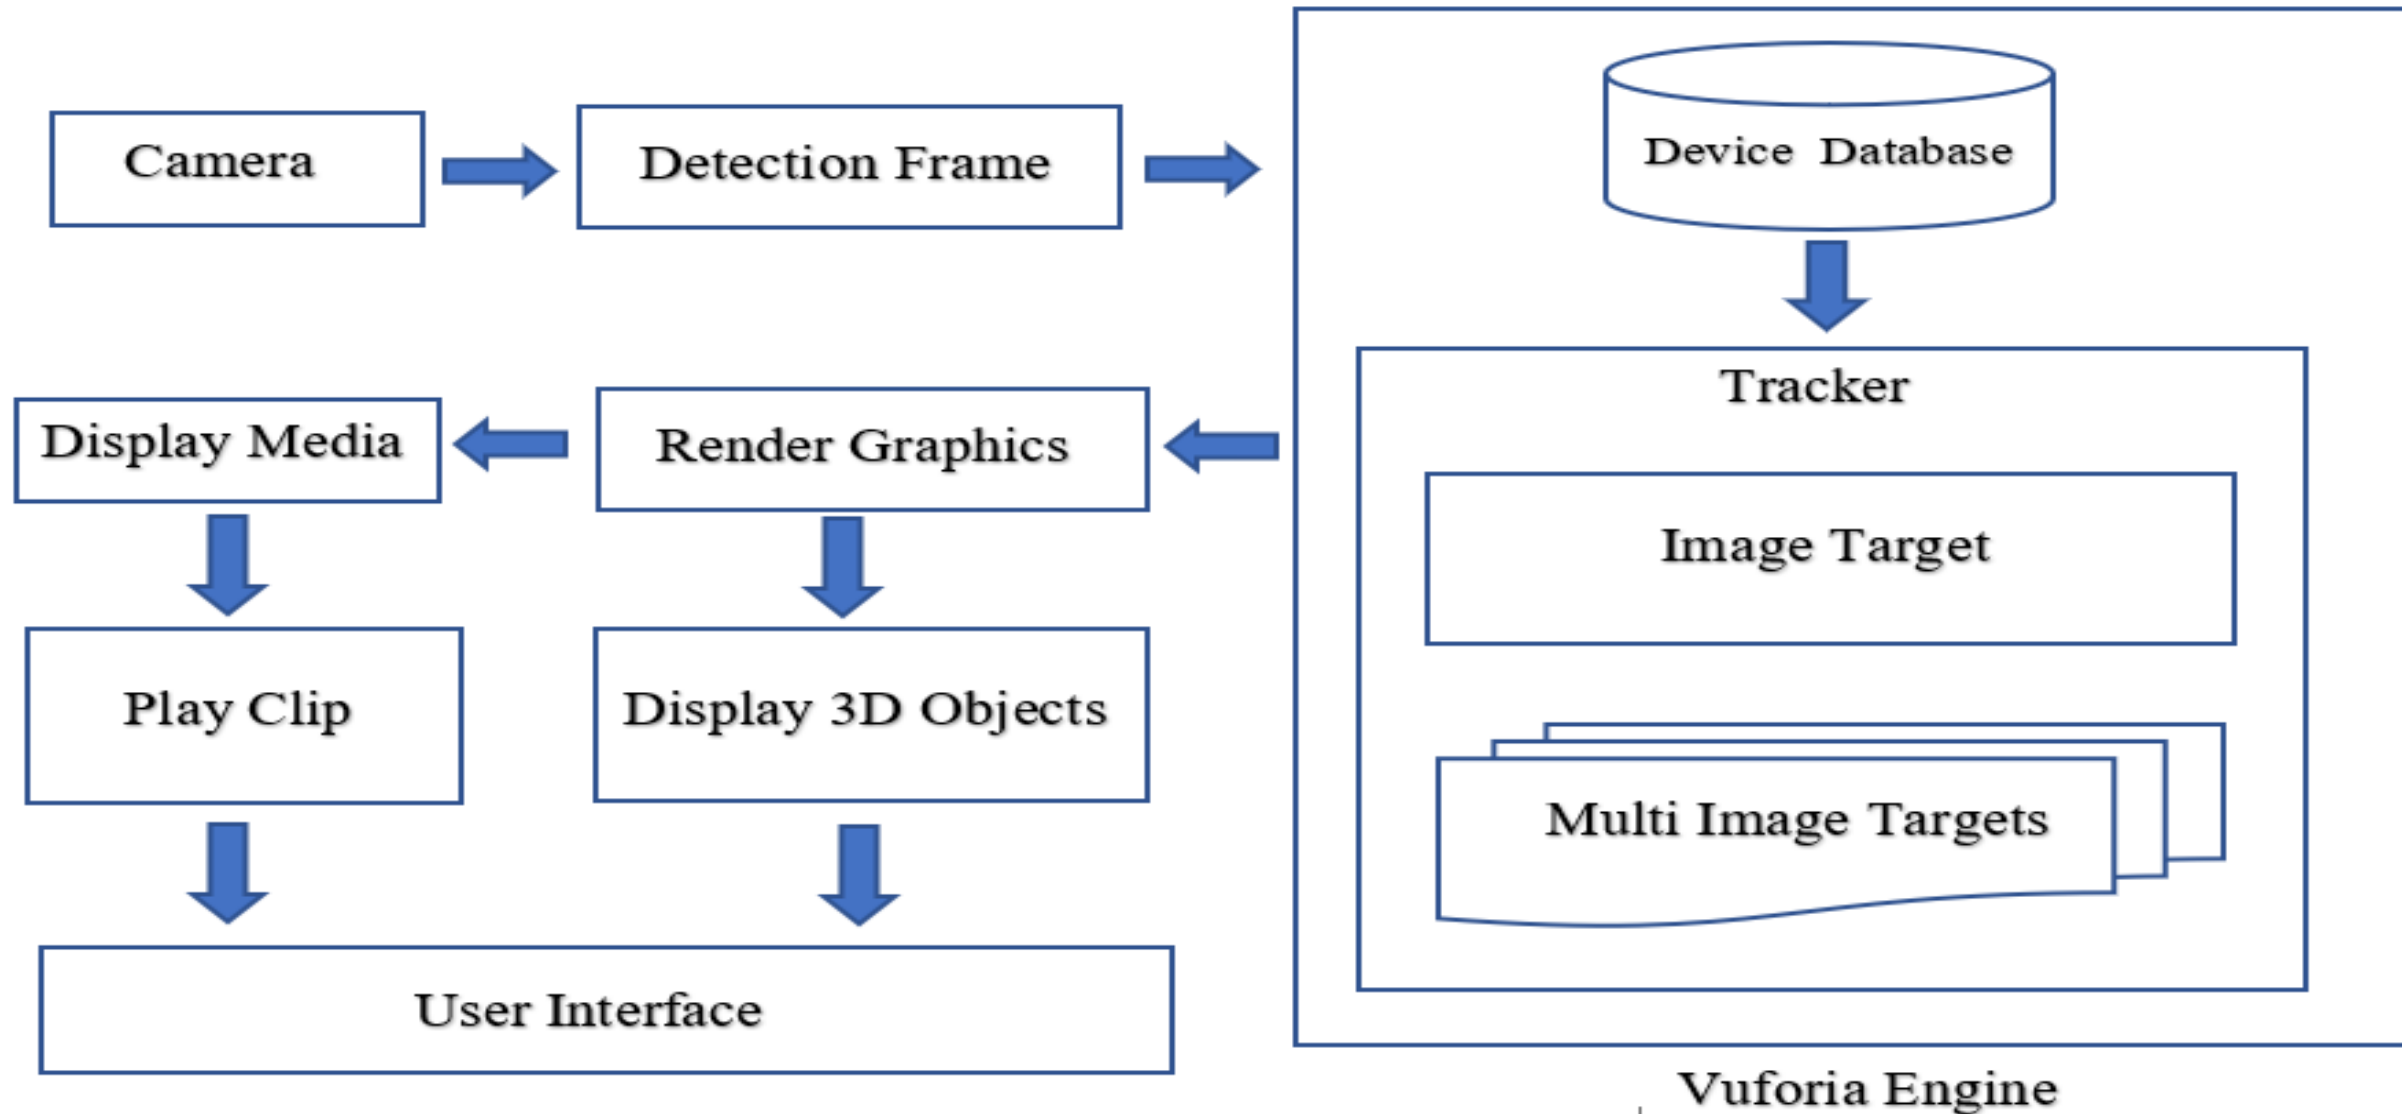 Camera
Detection Frame
Device Database
Tracker
Display Media
Render Graphics
Image Target
Play Clip
Display 3D Objects
Multi Image Targets
User Interface
Vuforia Engine